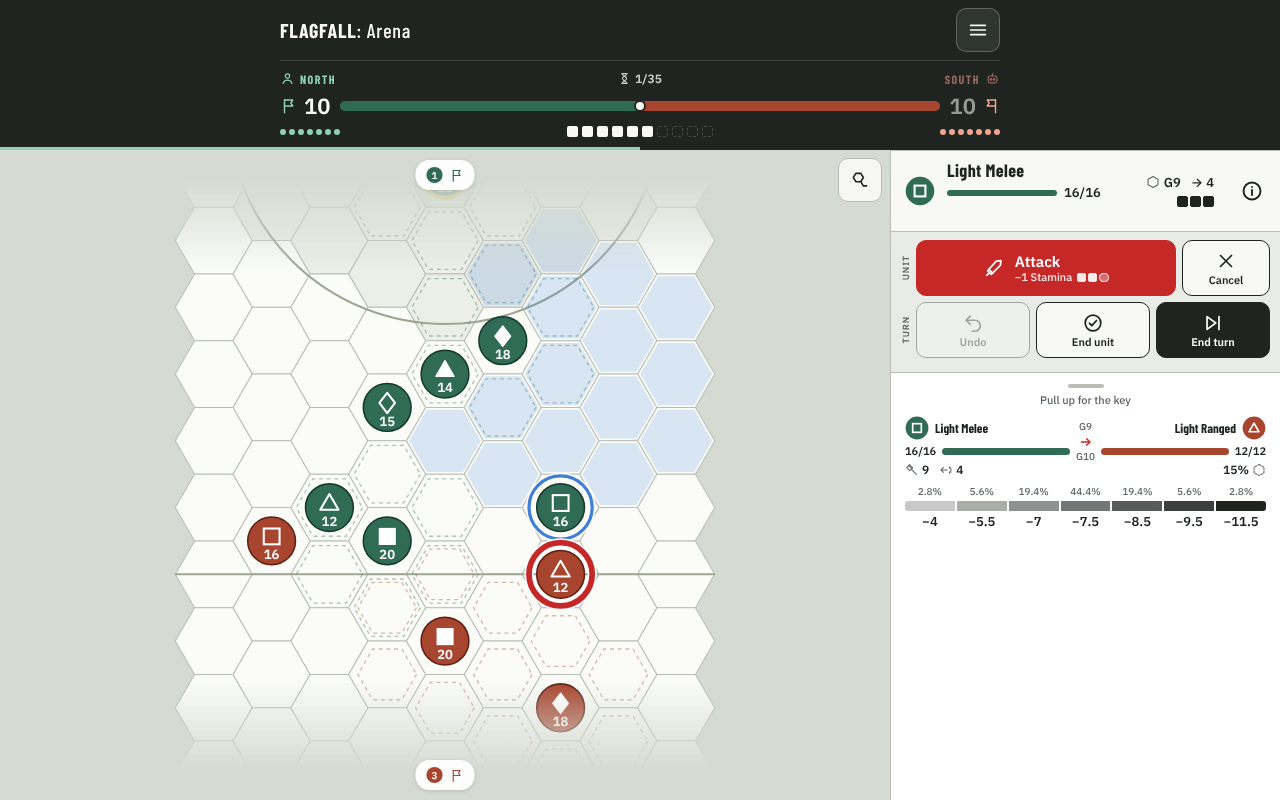 FLAGFALL: Arena
NORTH
1/35
SOUTH
10
10
1
18
14
15
12
16
20
16
12
20
18
3
Light Melee
16/16
G9 → 4
UNIT
Attack
−1 Stamina
Cancel
TURN
Undo
End unit
End turn
Pull up for the key
Light Melee
G9
→
G10
Light Ranged
16/16
12/12
9
4
15%
2.8% 5.6% 19.4% 44.4% 19.4% 5.6% 2.8%
−4 −5.5 −7 −7.5 −8.5 −9.5 −11.5